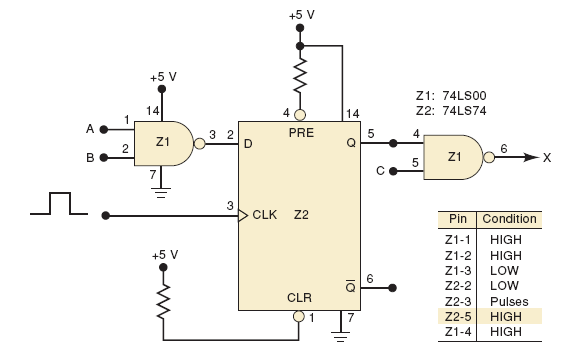 +5 V
+5 V
Z1: 74LS00
Z2: 74LS74
14
4
14
1
A
Z1
3
2
D
PRE
Q
5
4
B
2
Z1
6
X
7
C
5
3
CLK
Z2
Pin Condition
Z1-1 HIGH
Z1-2 HIGH
Z1-3 LOW
Z2-2 LOW
Z2-3 Pulses
Z2-5 HIGH
Z1-4 HIGH
+5 V
Q̅
6
CLR
1
7